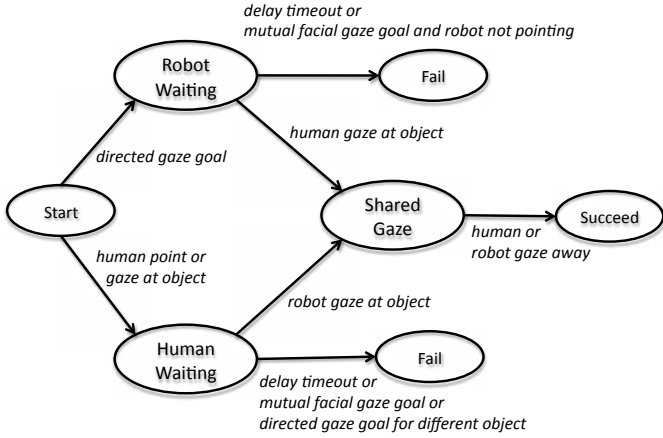 delay timeout or
mutual facial gaze goal and robot not pointing
Robot
Waiting
Fail
human gaze at object
directed gaze goal
Start
Shared
Gaze
Succeed
human or
robot gaze away
human point or
gaze at object
robot gaze at object
Human
Waiting
Fail
delay timeout or
mutual facial gaze goal or
directed gaze goal for different object